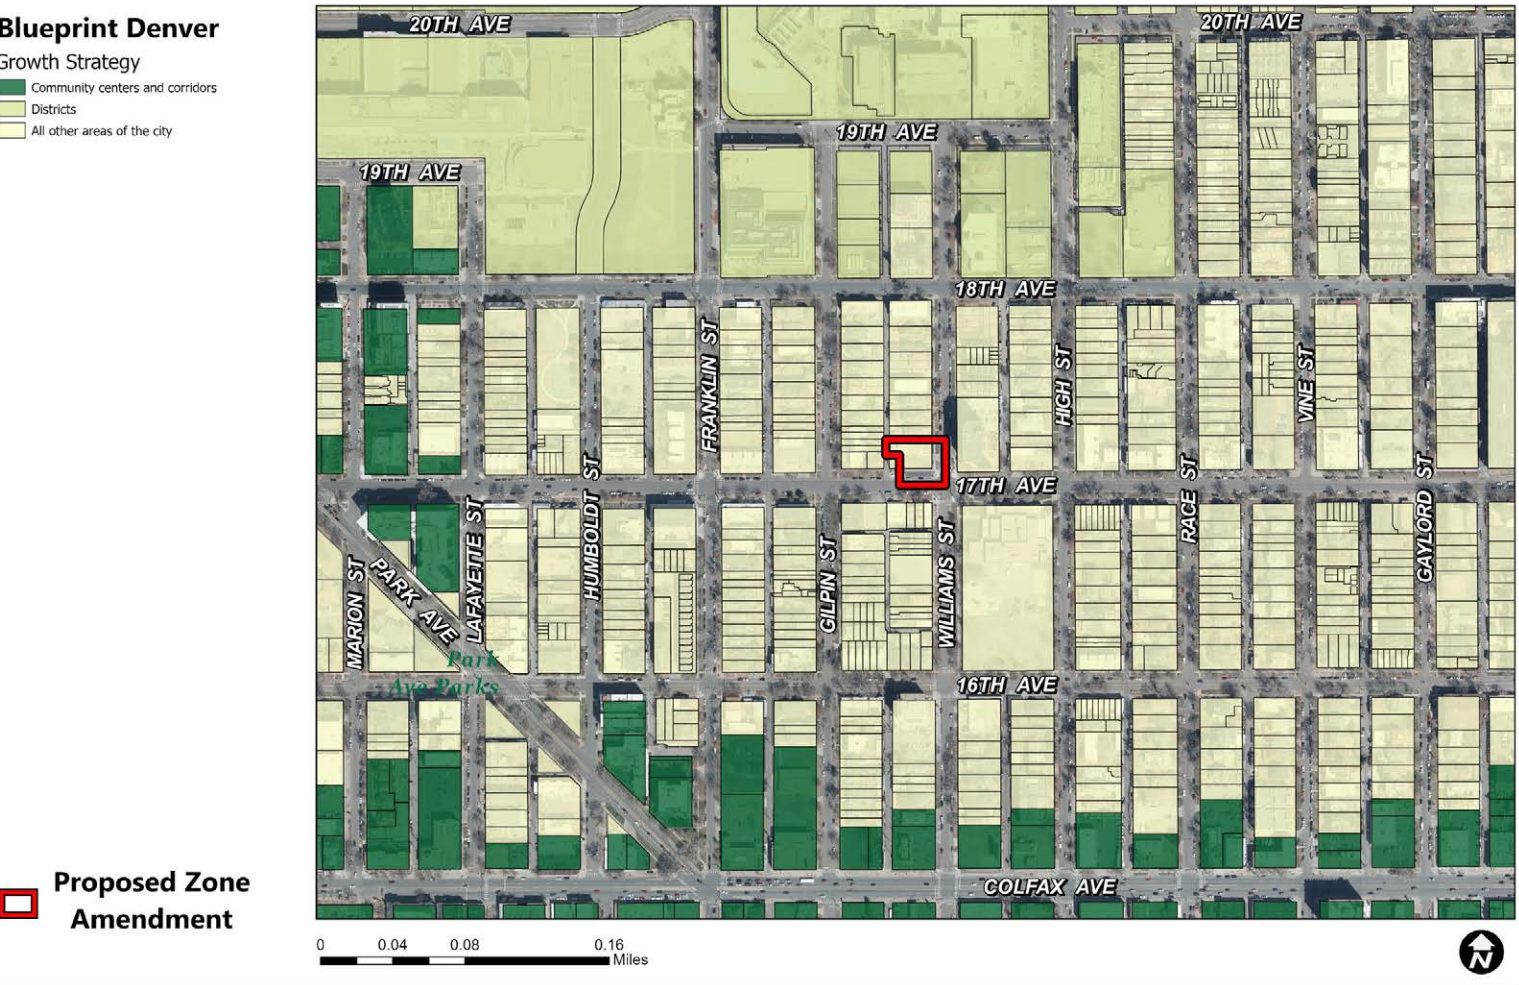 Blueprint Denver
Growth Strategy
Community centers and corridors
Districts
All other areas of the city
20TH AVE
20TH AVE
19TH AVE
19TH AVE
18TH AVE
FRANKLIN ST
HIGH ST
VINE ST
17TH AVE
HUMBOLDT ST
LAFAYETTE ST
RACE ST
GAYLORD ST
GILPIN ST
WILLIAMS ST
MARION ST
PARK AVE
Park
Ave Parks
16TH AVE
COLFAX AVE
Proposed Zone
Amendment
0 0.04 0.08 0.16
Miles
N